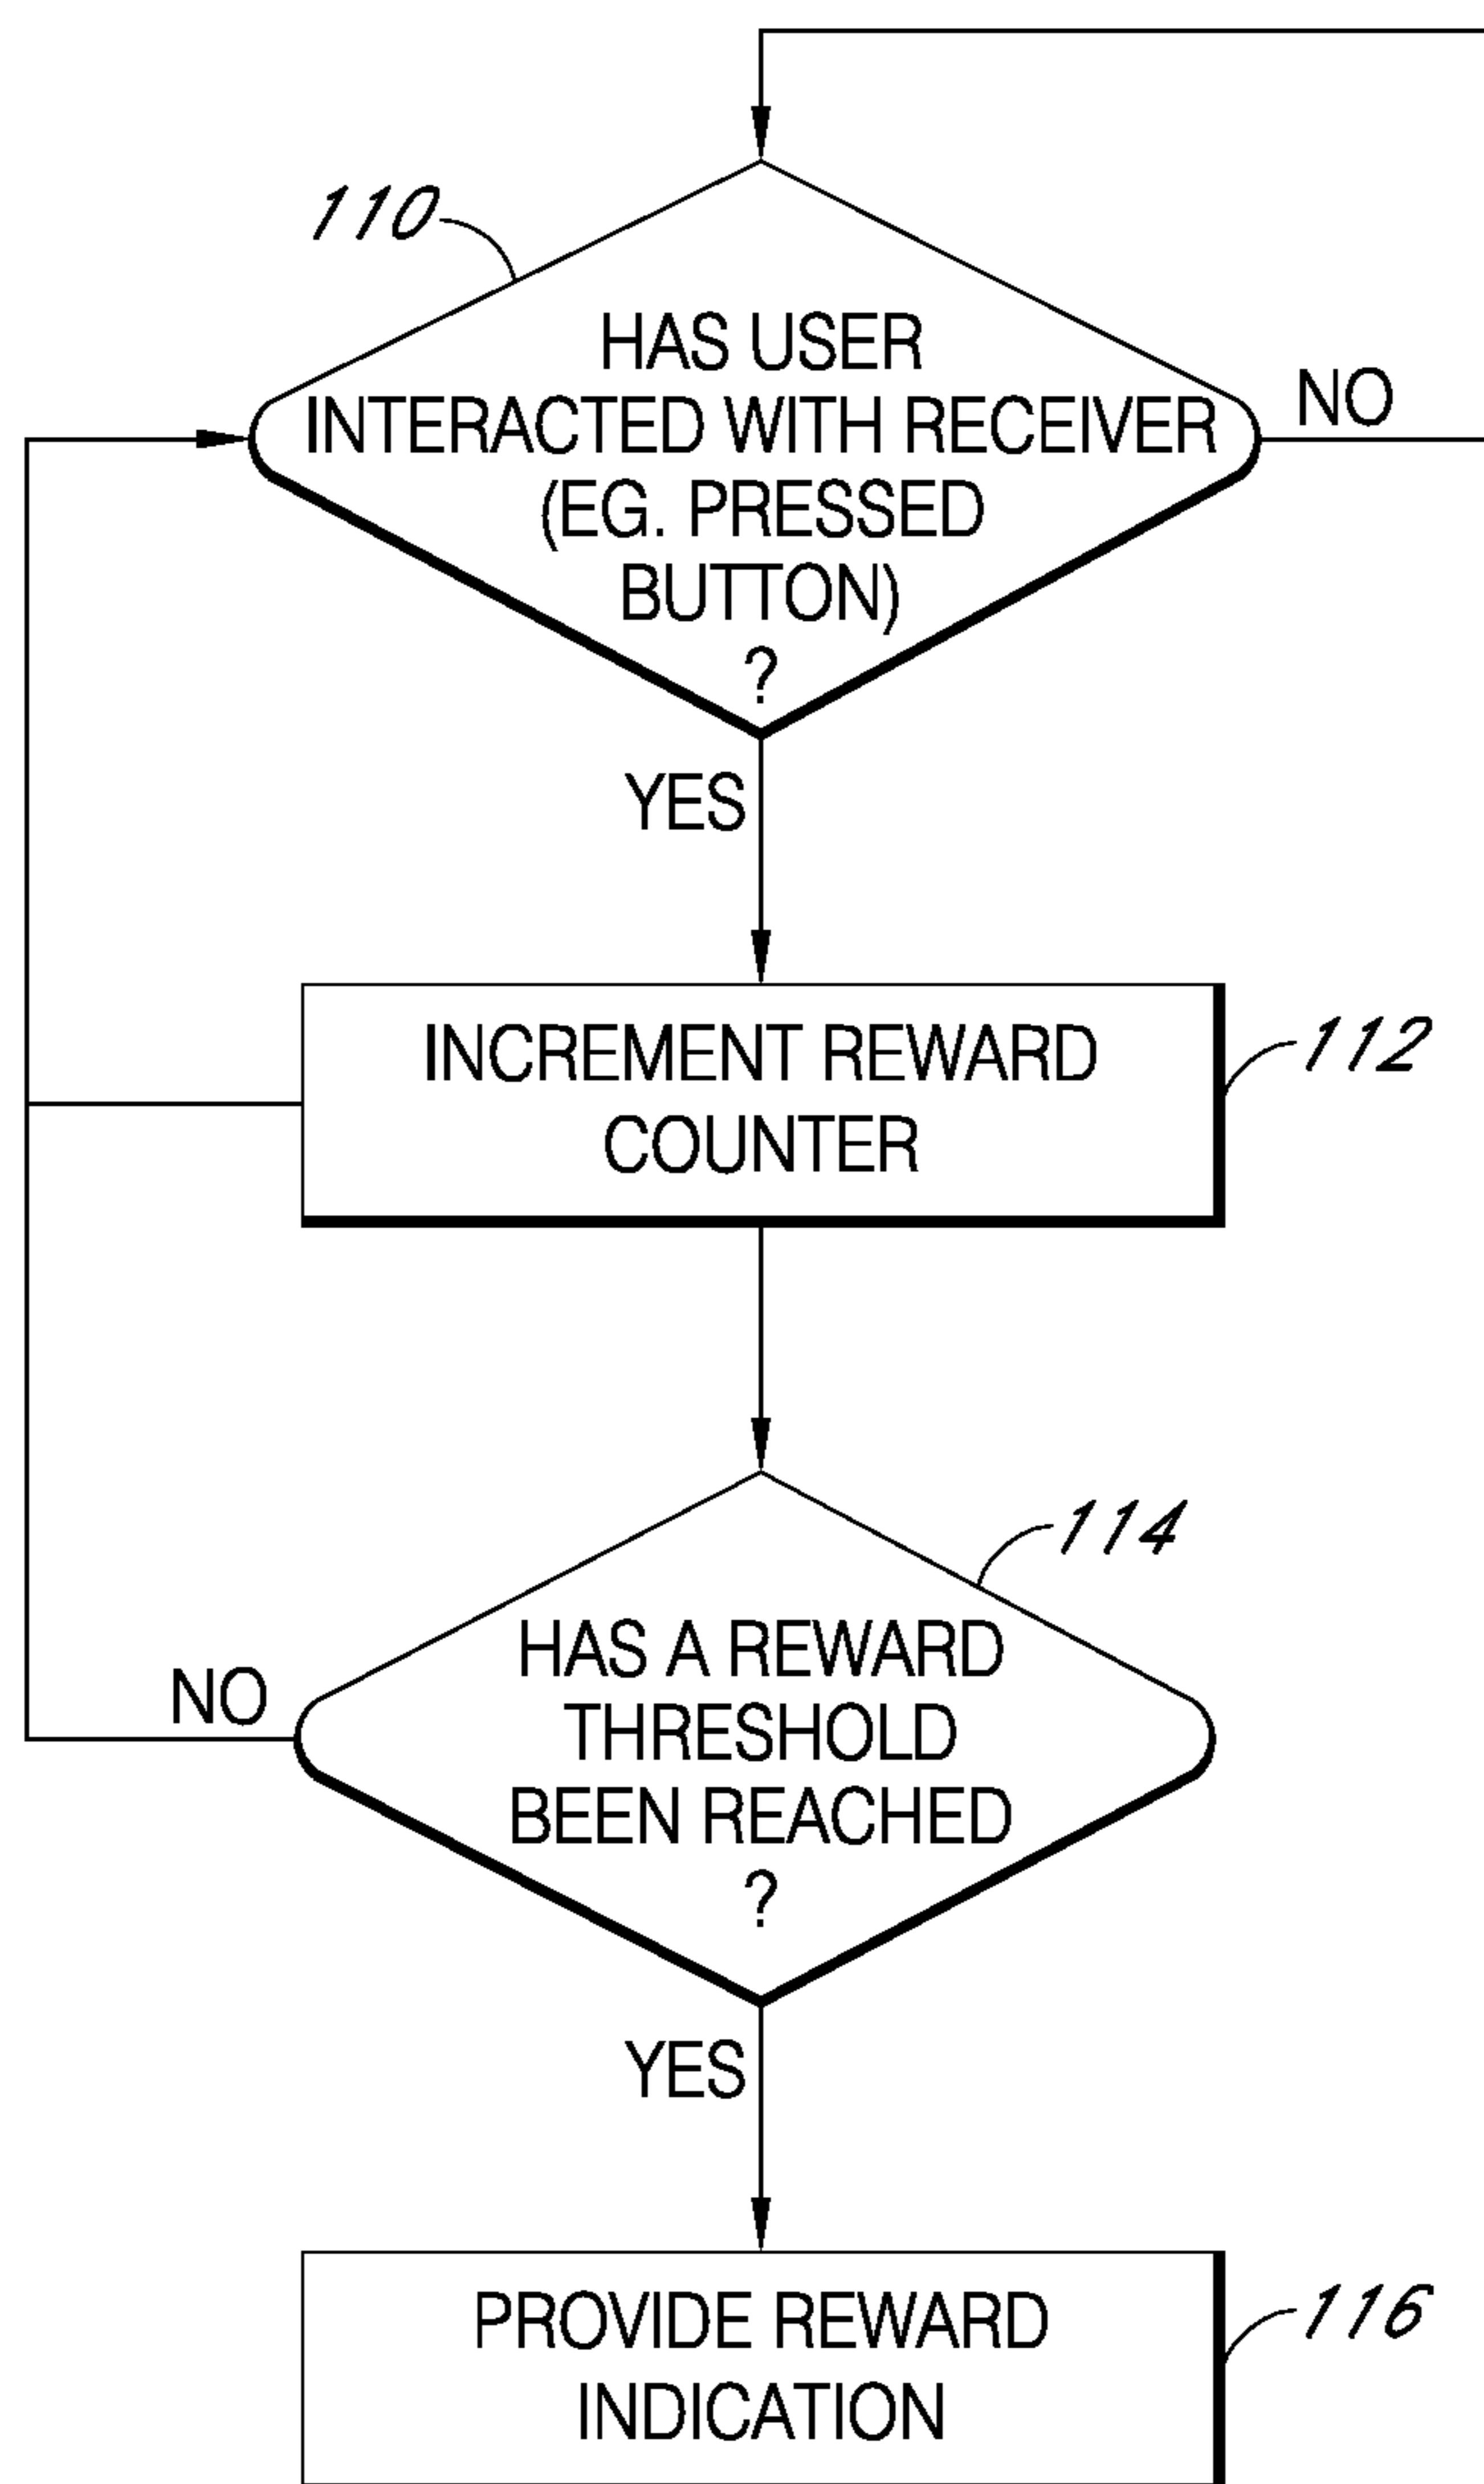 110
HAS USER
INTERACTED WITH RECEIVER
(EG. PRESSED
BUTTON)
?
NO
YES
INCREMENT REWARD
COUNTER
112
114
HAS A REWARD
THRESHOLD
BEEN REACHED
?
NO
YES
PROVIDE REWARD
INDICATION
116